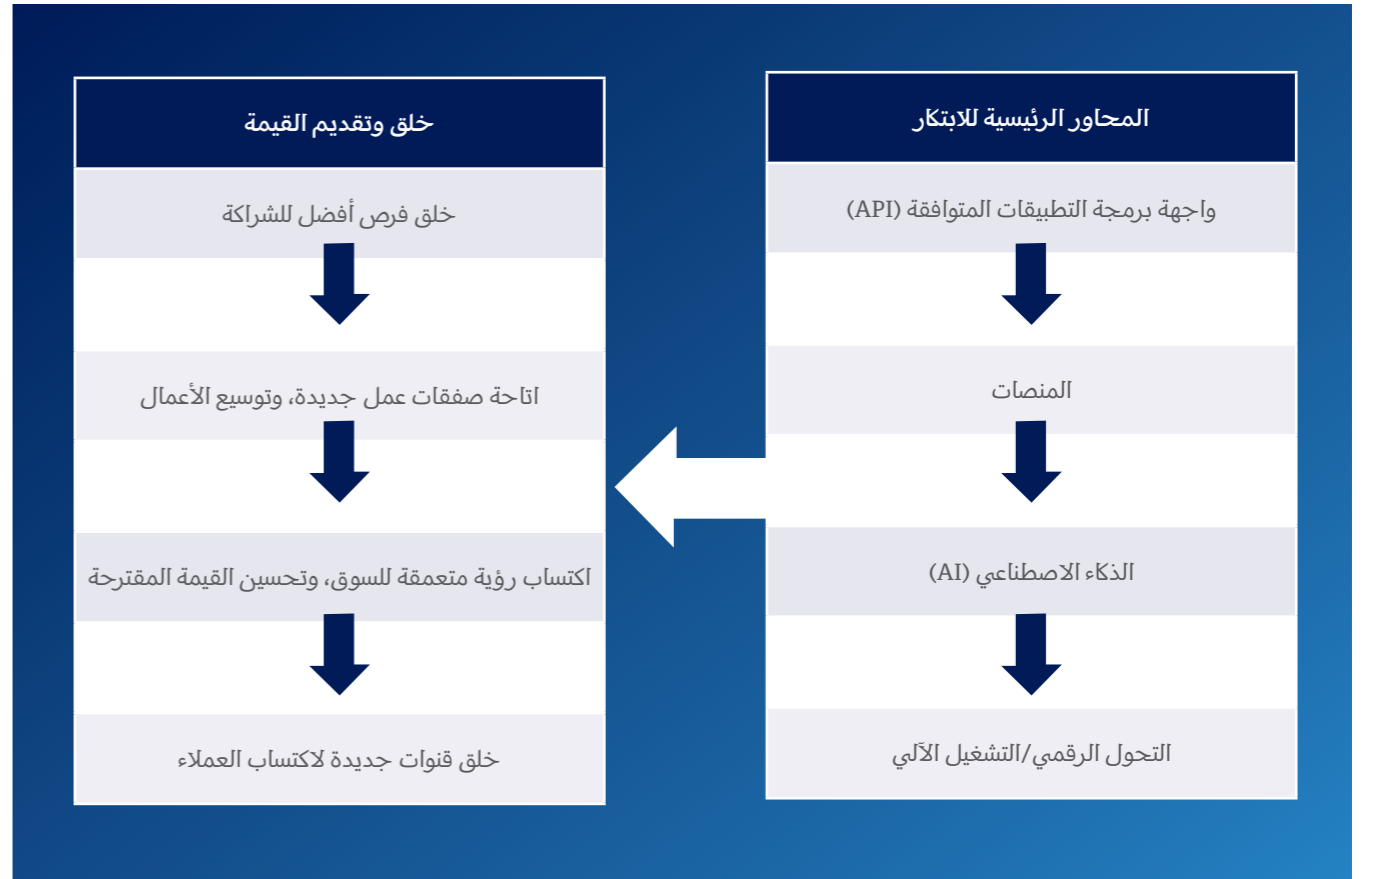 المحاور الرئيسية للابتكار
واجهة برمجة التطبيقات المتوافقة (API)
المنصات
الذكاء الاصطناعي (AI)
التحول الرقمي/التشغيل الآلي
خلق وتقديم القيمة
خلق فرص أفضل للشراكة
اتاحة صفقات عمل جديدة، وتوسيع الأعمال
اكتساب رؤية متعمقة للسوق، وتحسين القيمة المقترحة
خلق قنوات جديدة لاكتساب العملاء